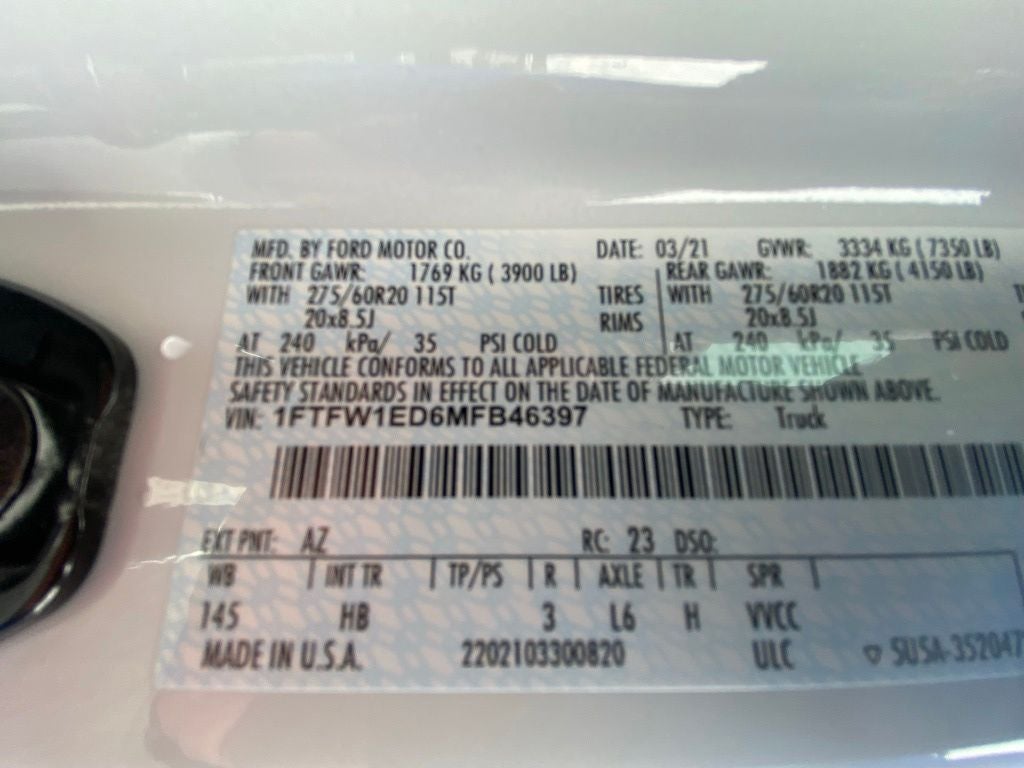 MFD. BY FORD MOTOR CO. DATE: 03/21 GVWR: 3334 KG ( 7350 LB)
FRONT GAWR: 1769 KG ( 3900 LB) REAR GAWR: 1882 KG ( 4150 LB)
WITH 275/60R20 115T TIRES WITH 275/60R20 115T
20x8.5J RIMS 20x8.5J
AT 240 kPa/ 35 PSI COLD AT 240 kPa/ 35 PSI COLD
THIS VEHICLE CONFORMS TO ALL APPLICABLE FEDERAL MOTOR VEHICLE
SAFETY STANDARDS IN EFFECT ON THE DATE OF MANUFACTURE SHOWN ABOVE.
VIN: 1FTFW1ED6MFB46397 TYPE: Truck
EXT PNT: AZ RC: 23 DSO:
WB INT TR TP/PS R AXLE TR SPR
145 HB 3 L6 H VVCC
MADE IN U.S.A. 2202103300820 ULC SUSA-352047